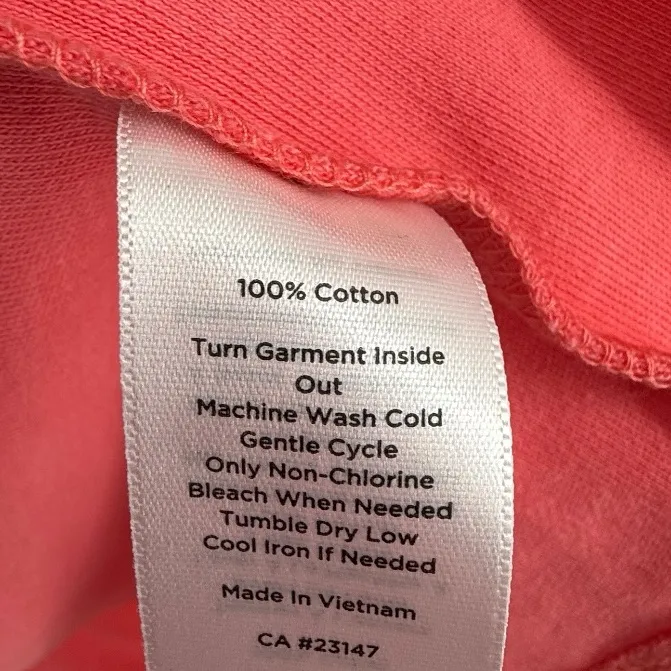 100% Cotton
Turn Garment Inside
Out
Machine Wash Cold
Gentle Cycle
Only Non-Chlorine
Bleach When Needed
Tumble Dry Low
Cool Iron If Needed
Made In Vietnam
CA #23147